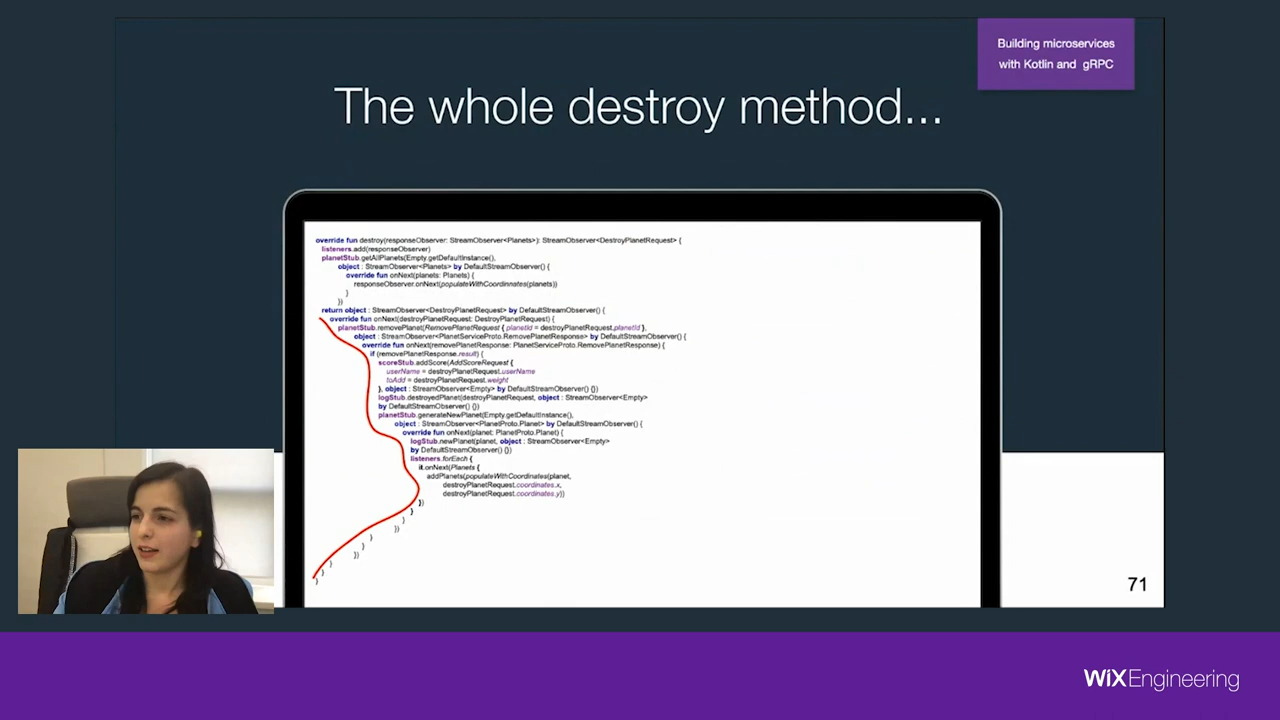 Building microservices
with Kotlin and gRPC
The whole destroy method...
override fun destroy(responseObserver: StreamObserver<Planets>): StreamObserver<DestroyPlanetRequest> {
listeners.add(responseObserver)
planetStub.getAllPlanets(Empty.getDefaultInstance(),
object : StreamObserver<Planets> by DefaultStreamObserver() {
override fun onNext(planets: Planets) {
responseObserver.onNext(populateWithCoordinnates(planets))
}
})
return object : StreamObserver<DestroyPlanetRequest> by DefaultStreamObserver() {
override fun onNext(destroyPlanetRequest: DestroyPlanetRequest) {
planetStub.removePlanet(RemovePlanetRequest { planetId = destroyPlanetRequest.planetId },
object : StreamObserver<PlanetServiceProto.RemovePlanetResponse> by DefaultStreamObserver() {
override fun onNext(removePlanetResponse: PlanetServiceProto.RemovePlanetResponse) {
if (removePlanetResponse.result) {
scoreStub.addScore(AddScoreRequest {
userName = destroyPlanetRequest.userName
toAdd = destroyPlanetRequest.weight
}, object : StreamObserver<Empty> by DefaultStreamObserver() {})
logStub.destroyedPlanet(destroyPlanetRequest, object : StreamObserver<Empty>
by DefaultStreamObserver() {})
planetStub.generateNewPlanet(Empty.getDefaultInstance(),
object : StreamObserver<PlanetProto.Planet> by DefaultStreamObserver() {
override fun onNext(planet: PlanetProto.Planet) {
logStub.newPlanet(planet, object : StreamObserver<Empty>
by DefaultStreamObserver() {})
listeners.forEach {
it.onNext(Planets {
addPlanets(populateWithCoordinates(planet,
destroyPlanetRequest.coordinates.x,
destroyPlanetRequest.coordinates.y))
})
}
}
})
}
}
})
}
}
}
71
WiXEngineering